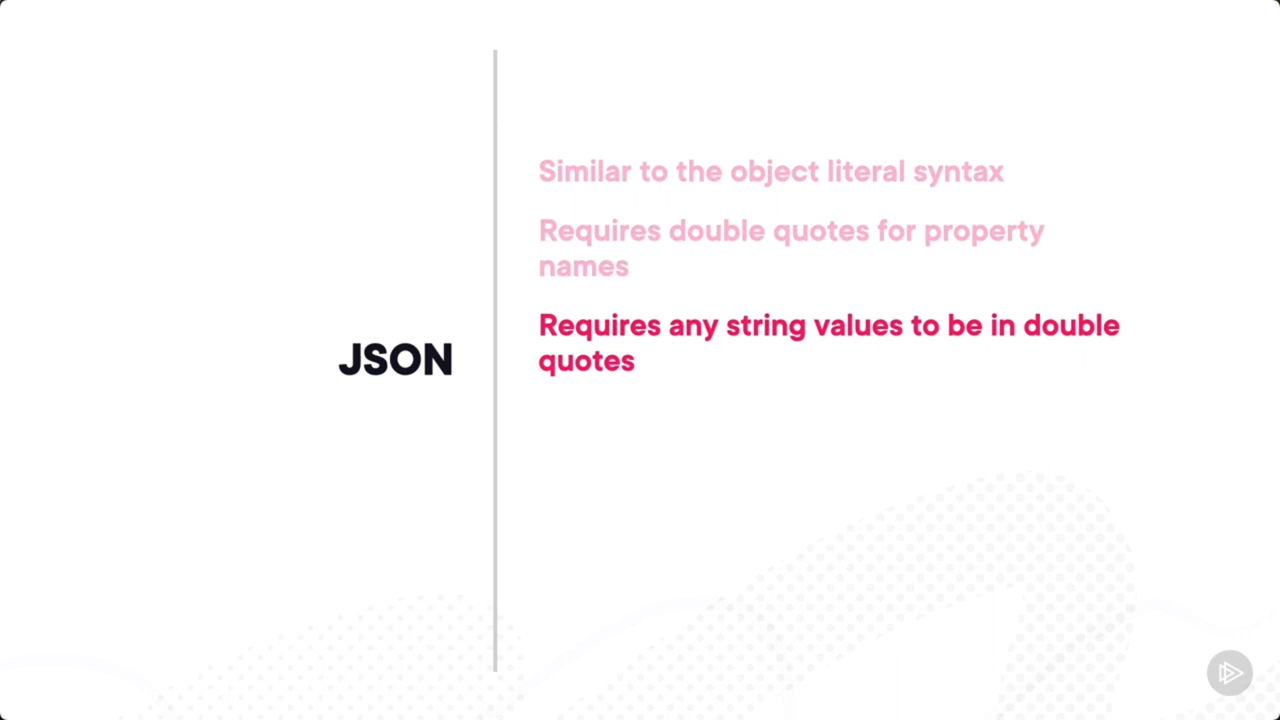 Similar to the object literal syntax
Requires double quotes for property
names
Requires any string values to be in double
quotes
JSON